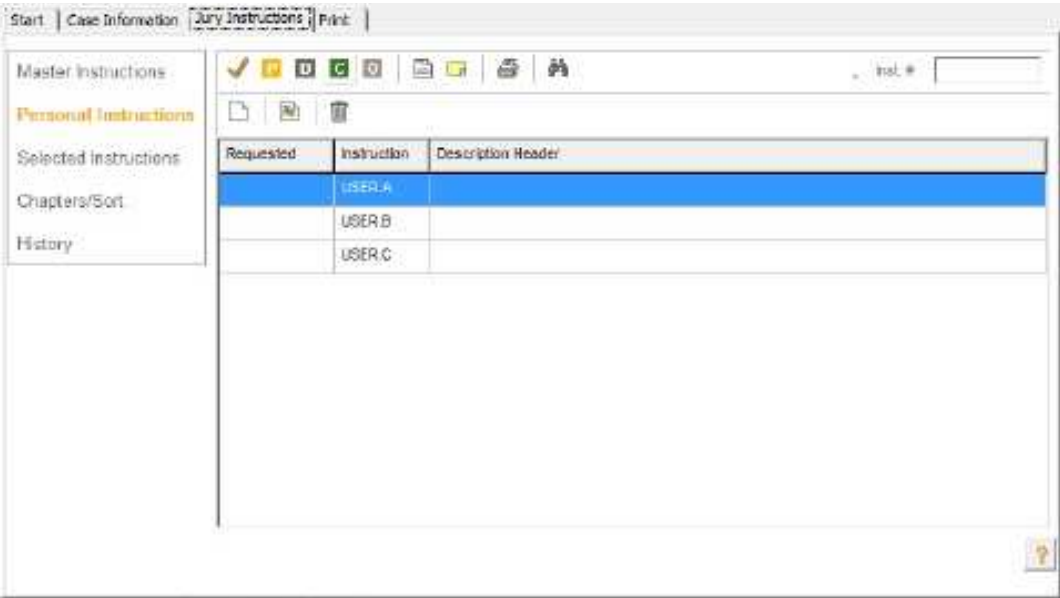 Start Case Information Jury Instructions Print
Master Instructions
Personal Instructions
Selected Instructions
Chapters/Sort
History
P D C O
Inst. #
Requested Instruction Description Header
USER.A
USER.B
USER.C
?